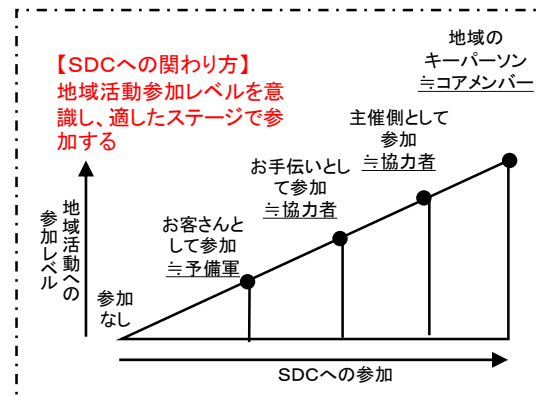 【SDCへの関わり方】
地域活動参加レベルを意
識し、適したステージで参
加する
地域の
キーパーソン
≒コアメンバー
主催側として
参加
≒協力者
お手伝いとし
て参加
≒協力者
お客さんと
して参加
≒予備軍
参加
なし
地域活動への
参加レベル
SDCへの参加